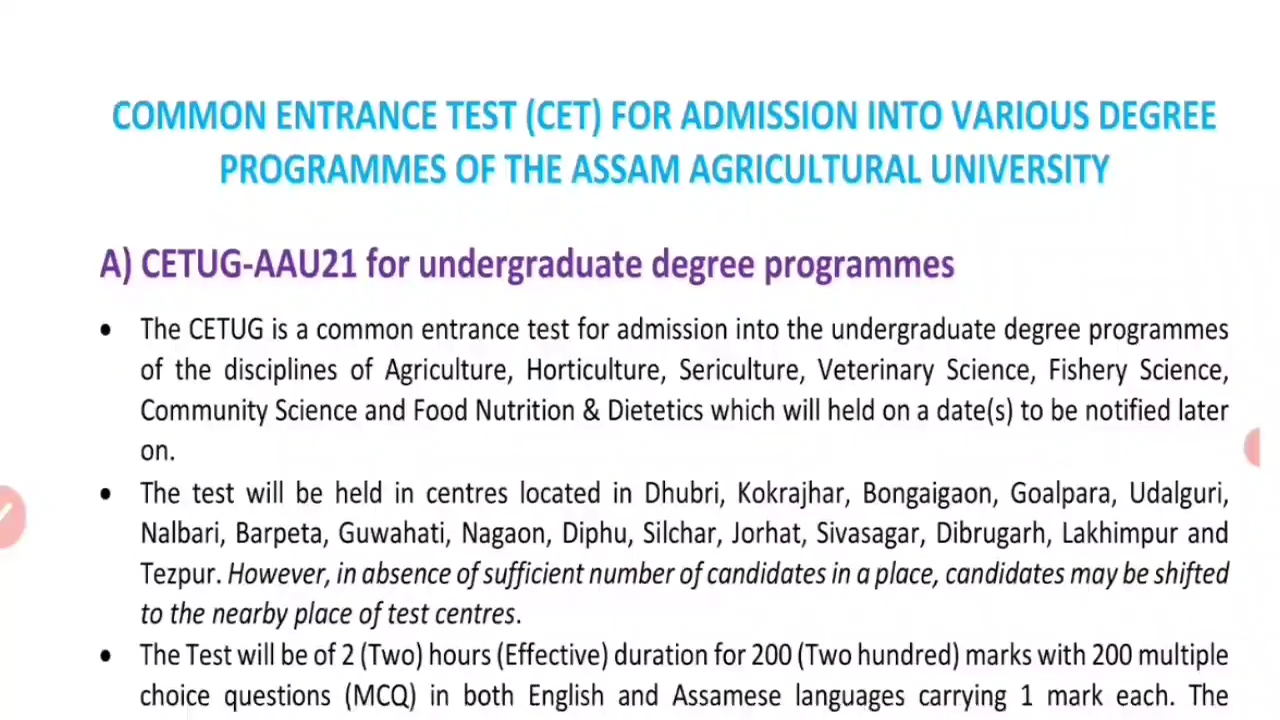 COMMON ENTRANCE TEST (CET) FOR ADMISSION INTO VARIOUS DEGREE
PROGRAMMES OF THE ASSAM AGRICULTURAL UNIVERSITY
A) CETUG-AAU21 for undergraduate degree programmes
• The CETUG is a common entrance test for admission into the undergraduate degree programmes
of the disciplines of Agriculture, Horticulture, Sericulture, Veterinary Science, Fishery Science,
Community Science and Food Nutrition & Dietetics which will held on a date(s) to be notified later
on.
• The test will be held in centres located in Dhubri, Kokrajhar, Bongaigaon, Goalpara, Udalguri,
Nalbari, Barpeta, Guwahati, Nagaon, Diphu, Silchar, Jorhat, Sivasagar, Dibrugarh, Lakhimpur and
Tezpur. However, in absence of sufficient number of candidates in a place, candidates may be shifted
to the nearby place of test centres.
• The Test will be of 2 (Two) hours (Effective) duration for 200 (Two hundred) marks with 200 multiple
choice questions (MCQ) in both English and Assamese languages carrying 1 mark each. The